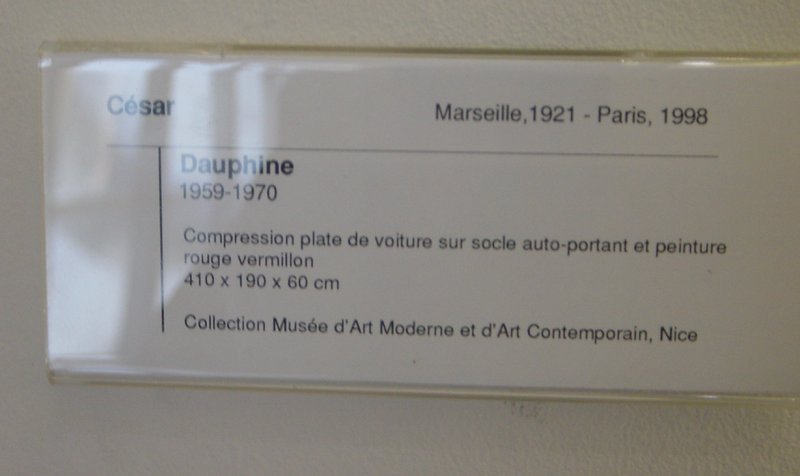 César Marseille,1921 - Paris, 1998
Dauphine
1959-1970
Compression plate de voiture sur socle auto-portant et peinture
rouge vermillon
410 x 190 x 60 cm
Collection Musée d'Art Moderne et d'Art Contemporain, Nice